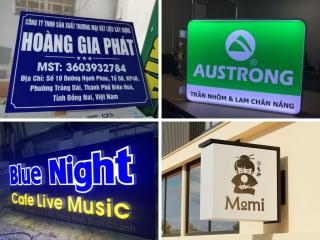 CÔNG TY TNHH SẢN XUẤT THƯƠNG MẠI VẬT LIỆU XÂY DỰNG
HOÀNG GIA PHÁT
MST: 3603932784
Địa Chỉ: Số 10 Đường Hạnh Phúc, Tổ 8B, KP4B,
Phường Trảng Dài, Thành Phố Biên Hoà,
Tỉnh Đồng Nai, Việt Nam
®
AUSTRONG
TRẦN NHÔM & LAM CHẮN NẮNG
Blue Night
Cafe Live Music
Momi